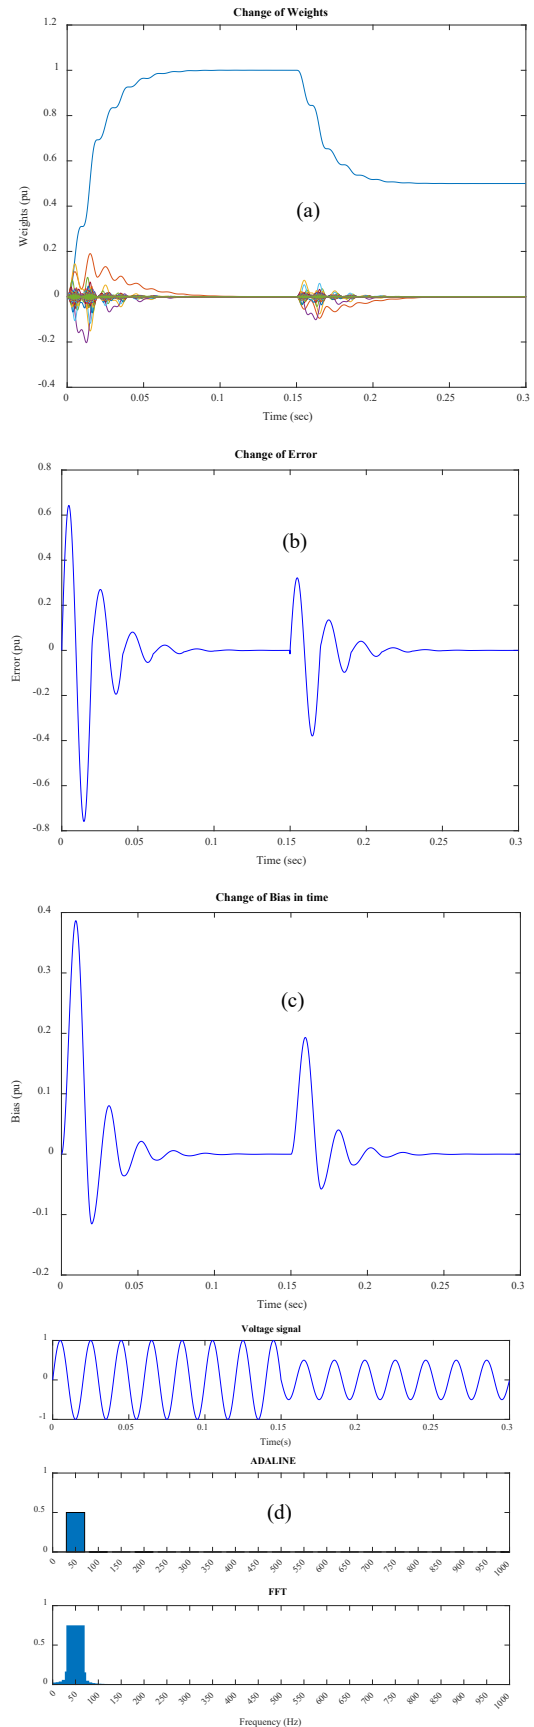 Change of Weights
1.2
1
0.8
0.6
0.4
0.2
0
-0.2
-0.4
Weights (pu)
(a)
0 0.05 0.1 0.15 0.2 0.25 0.3
Time (sec)
Change of Error
0.8
0.6
0.4
0.2
0
-0.2
-0.4
-0.6
-0.8
Error (pu)
(b)
0 0.05 0.1 0.15 0.2 0.25 0.3
Time (sec)
Change of Bias in time
0.4
0.3
0.2
0.1
0
-0.1
-0.2
Bias (pu)
(c)
0 0.05 0.1 0.15 0.2 0.25 0.3
Time (sec)
Voltage signal
1
0
-1
0 0.05 0.1 0.15 0.2 0.25 0.3
Time(s)
ADALINE
1
0.5
0
(d)
0 50 100 150 200 250 300 350 400 450 500 550 600 650 700 750 800 850 900 950 1000
FFT
1
0.5
0
0 50 100 150 200 250 300 350 400 450 500 550 600 650 700 750 800 850 900 950 1000
Frequency (Hz)